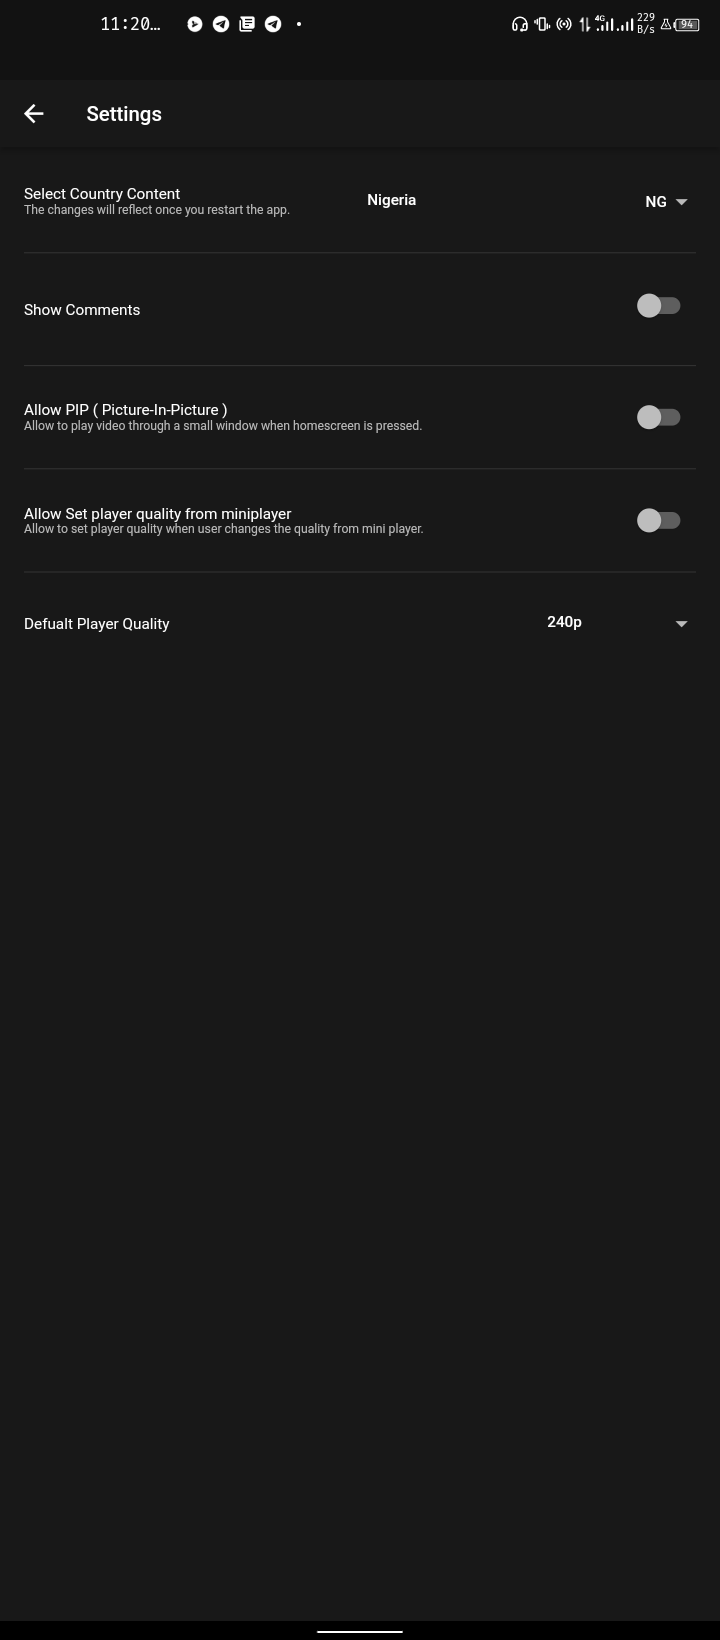 11:20…
4G
229
B/s
94
Settings
Select Country Content
The changes will reflect once you restart the app.
Nigeria
NG
Show Comments
Allow PIP ( Picture-In-Picture )
Allow to play video through a small window when homescreen is pressed.
Allow Set player quality from miniplayer
Allow to set player quality when user changes the quality from mini player.
Defualt Player Quality
240p